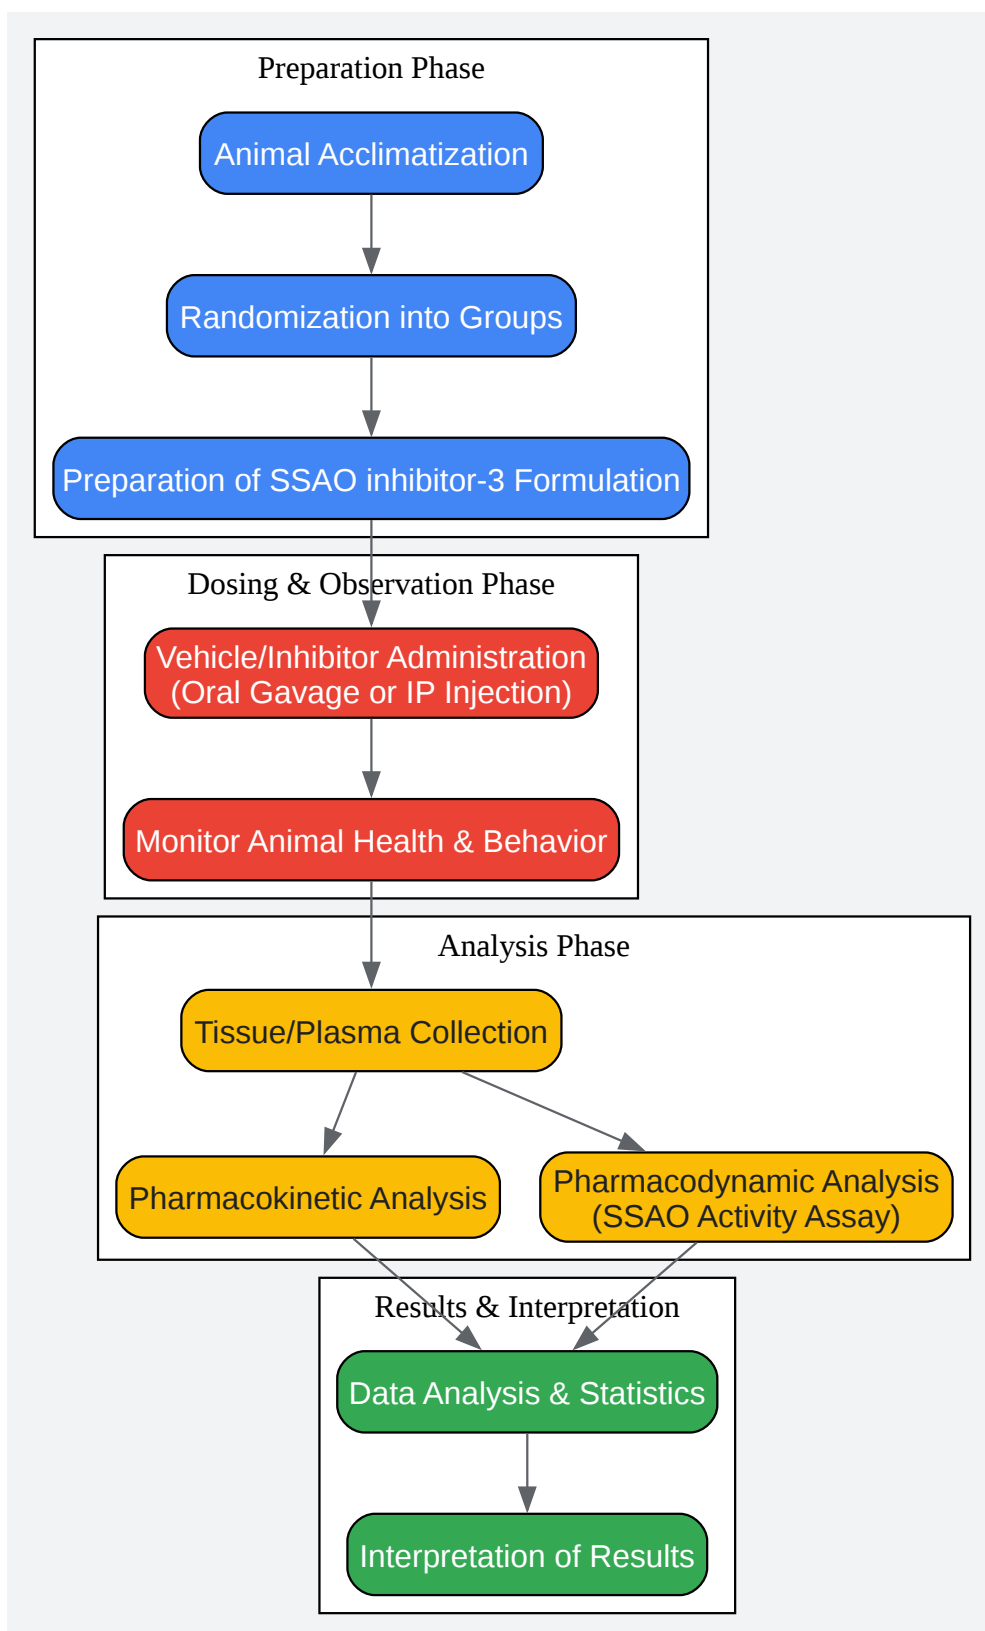 Preparation Phase
Animal Acclimatization
Randomization into Groups
Preparation of SSAO inhibitor-3 Formulation
Dosing & Observation Phase
Vehicle/Inhibitor Administration
(Oral Gavage or IP Injection)
Monitor Animal Health & Behavior
Analysis Phase
Tissue/Plasma Collection
Pharmacokinetic Analysis
Pharmacodynamic Analysis
(SSAO Activity Assay)
Results & Interpretation
Data Analysis & Statistics
Interpretation of Results